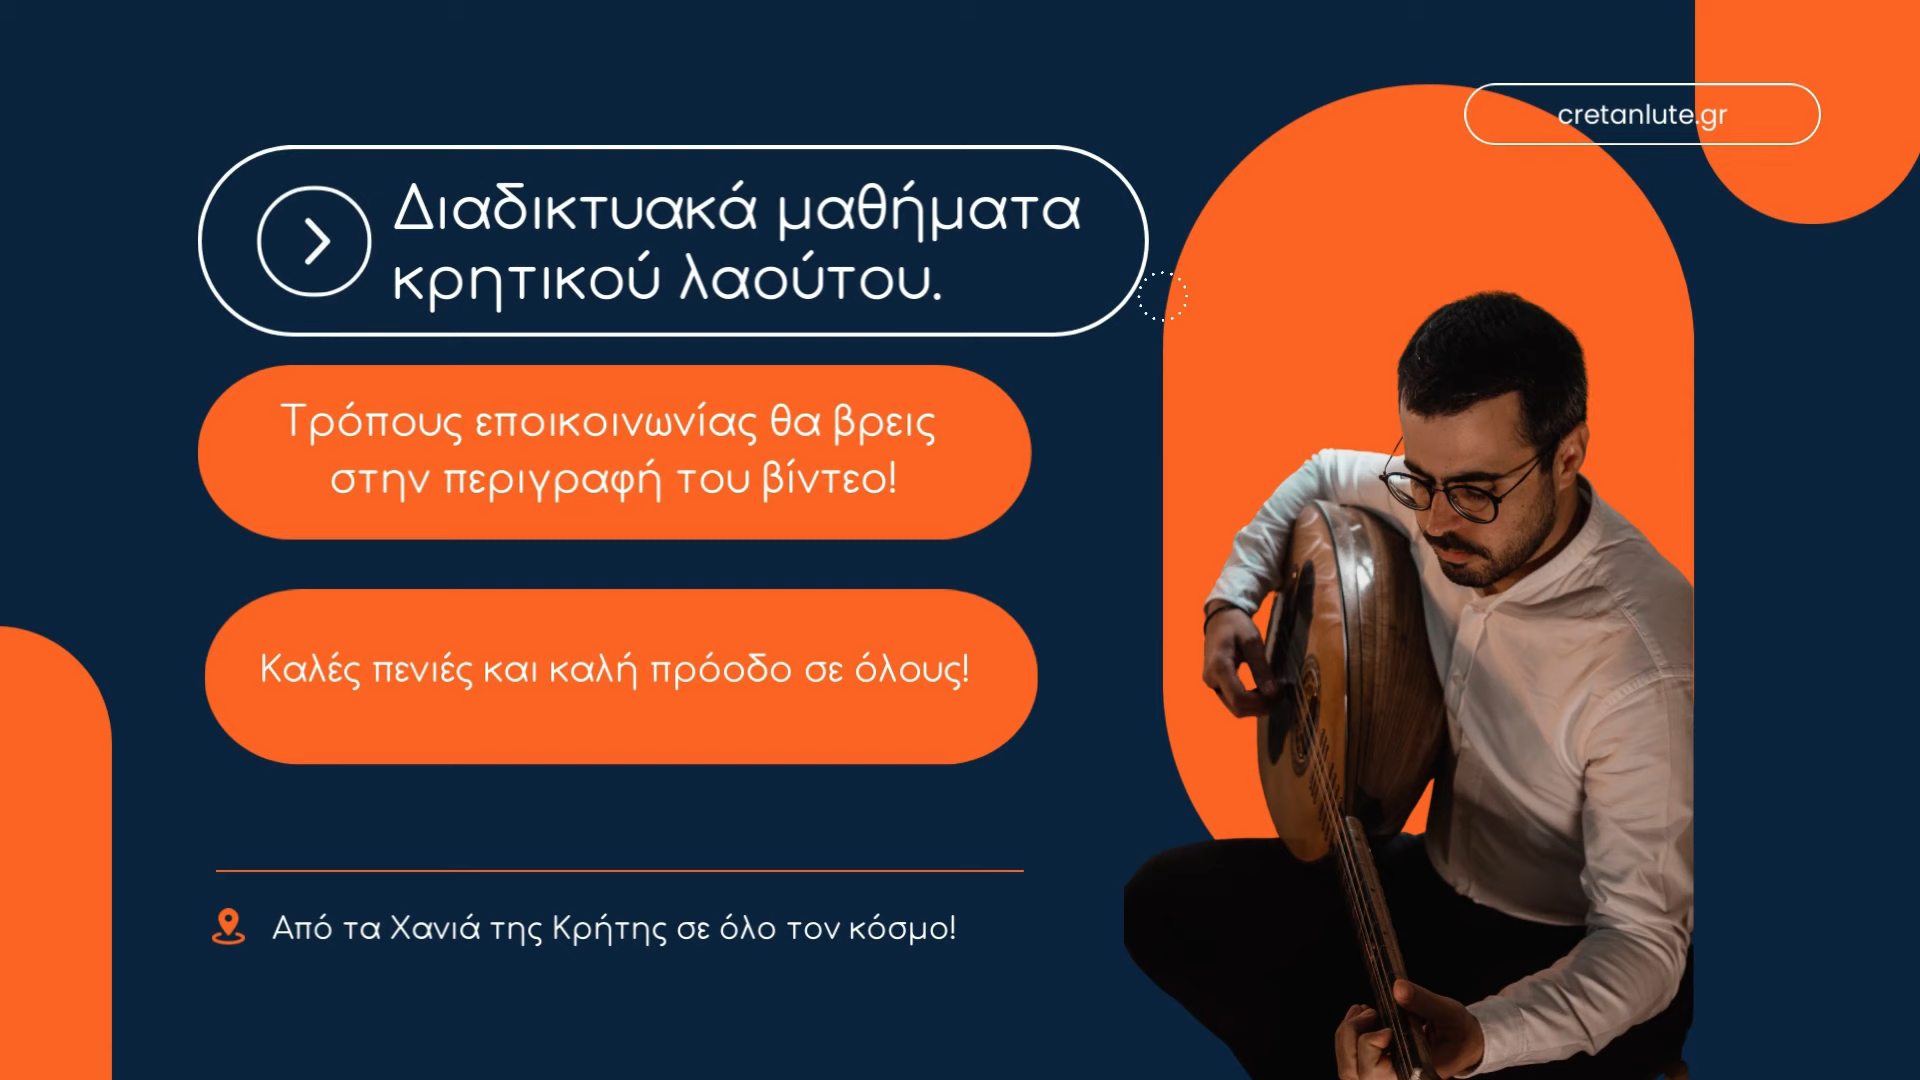 cretanlute.gr
Διαδικτυακά μαθήματα
κρητικού λαούτου.
Τρόπους εποικοινωνίας θα βρεις
στην περιγραφή του βίντεο!
Καλές πενιές και καλή πρόοδο σε όλους!
Από τα Χανιά της Κρήτης σε όλο τον κόσμο!